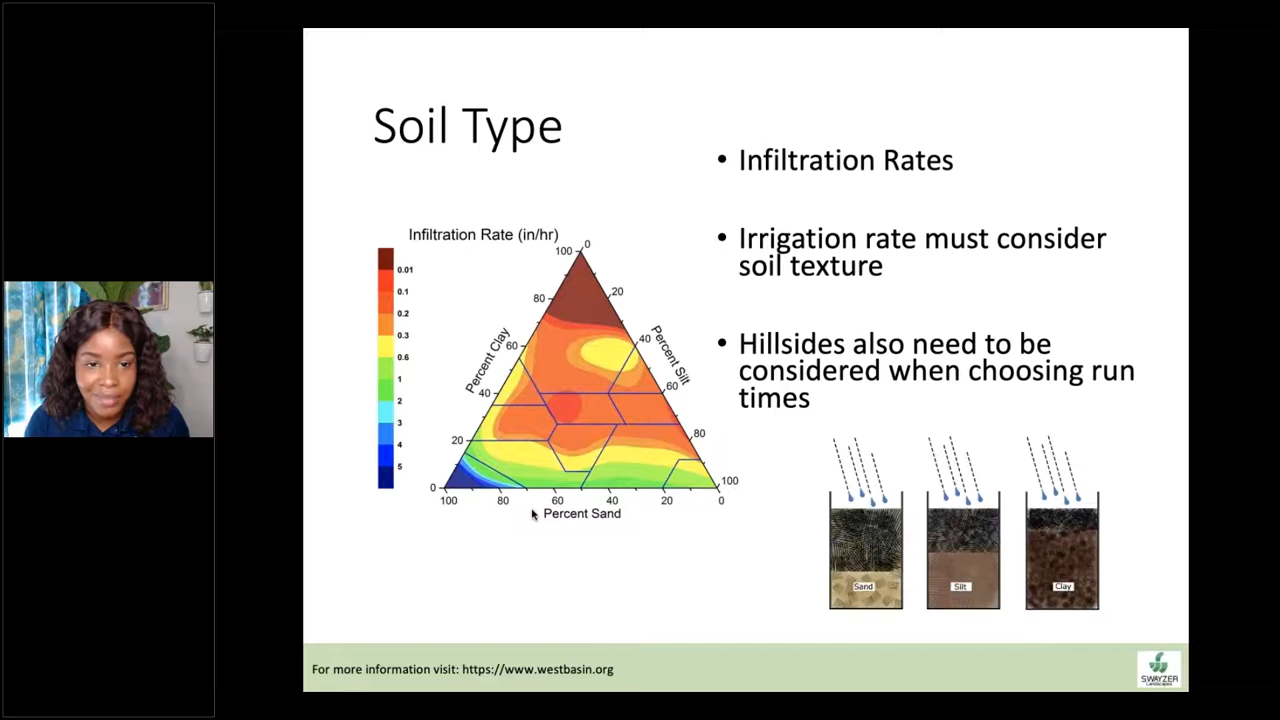 Soil Type
• Infiltration Rates
• Irrigation rate must consider
soil texture
• Hillsides also need to be
considered when choosing run
times
Infiltration Rate (in/hr)
0.01
0.1
0.2
0.3
0.6
1
2
3
4
5
Percent Clay
100
80
60
40
20
0
Percent Silt
0
20
40
60
80
100
100 80 60 40 20 0
Percent Sand
Sand
Silt
Clay
For more information visit: https://www.westbasin.org
SWAYZER
Landscapes